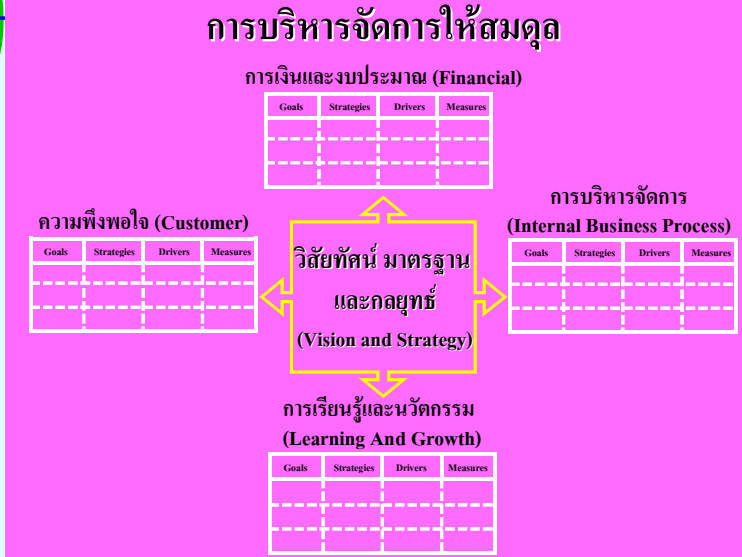 การบริหารจัดการให้สมดุล
การเงินและงบประมาณ (Financial)
Goals Strategies Drivers Measures
ความพึงพอใจ (Customer)
Goals Strategies Drivers Measures
วิสัยทัศน์ มาตรฐาน
และกลยุทธ์
(Vision and Strategy)
การบริหารจัดการ
(Internal Business Process)
Goals Strategies Drivers Measures
การเรียนรู้และนวัตกรรม
(Learning And Growth)
Goals Strategies Drivers Measures